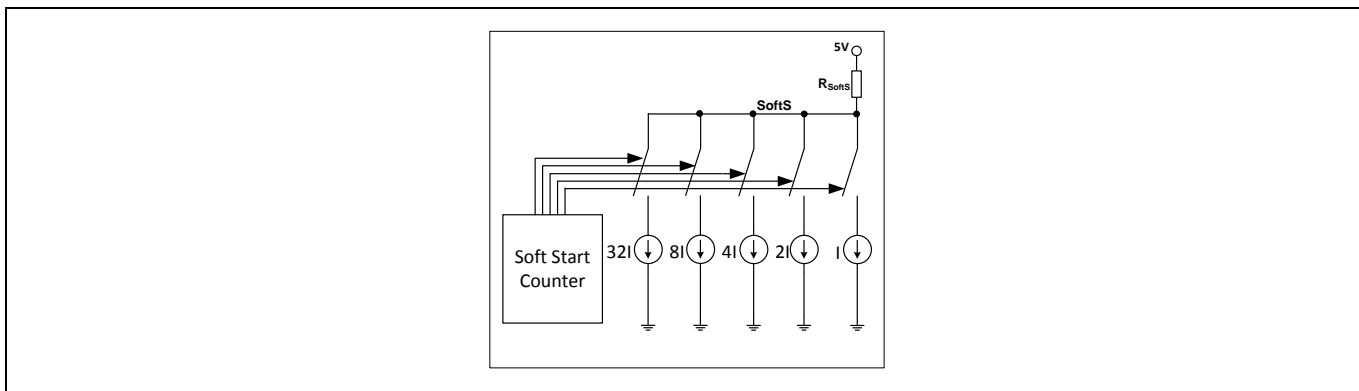 5V
RSoftS
SoftS
Soft Start
Counter
32I
8I
4I
2I
I